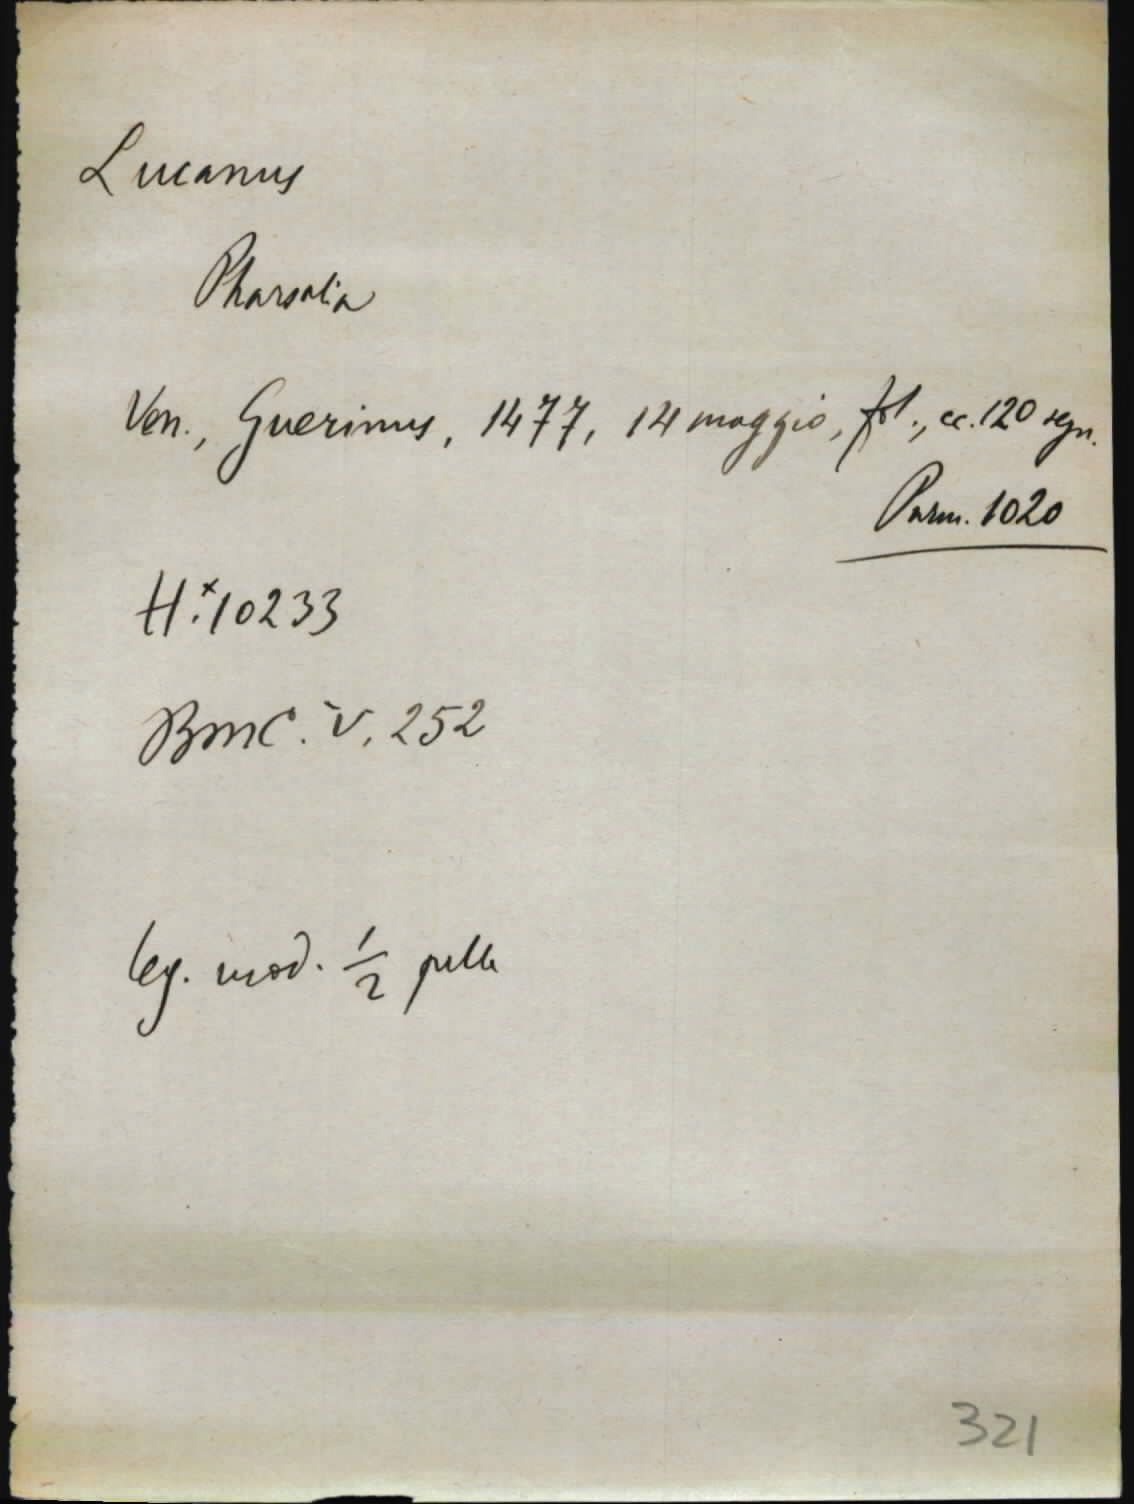 Lucanus
Pharsalia
Ven., Guerinus, 1477, 14 maggio, fol., cc. 120 segn.
Parm. 1020
H.* 10233
BMC. V, 252
leg. mod. 1/2 pelle
321